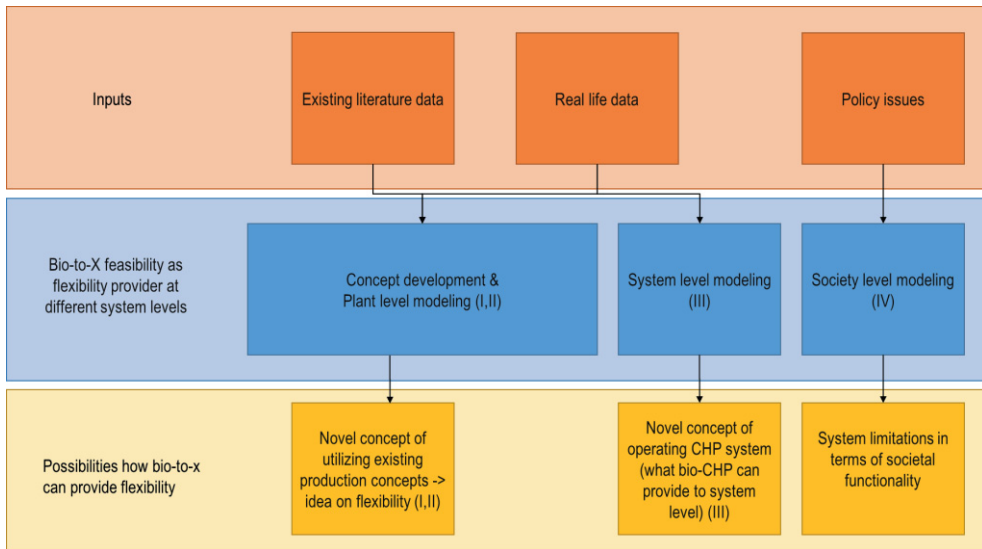 Inputs
Existing literature data
Real life data
Policy issues
Bio-to-X feasibility as
flexibility provider at
different system levels
Concept development &
Plant level modeling (I,II)
System level modeling
(III)
Society level modeling
(IV)
Possibilities how bio-to-x
can provide flexibility
Novel concept of
utilizing existing
production concepts ->
idea on flexibility (I,II)
Novel concept of
operating CHP system
(what bio-CHP can
provide to system
level) (III)
System limitations in
terms of societal
functionality